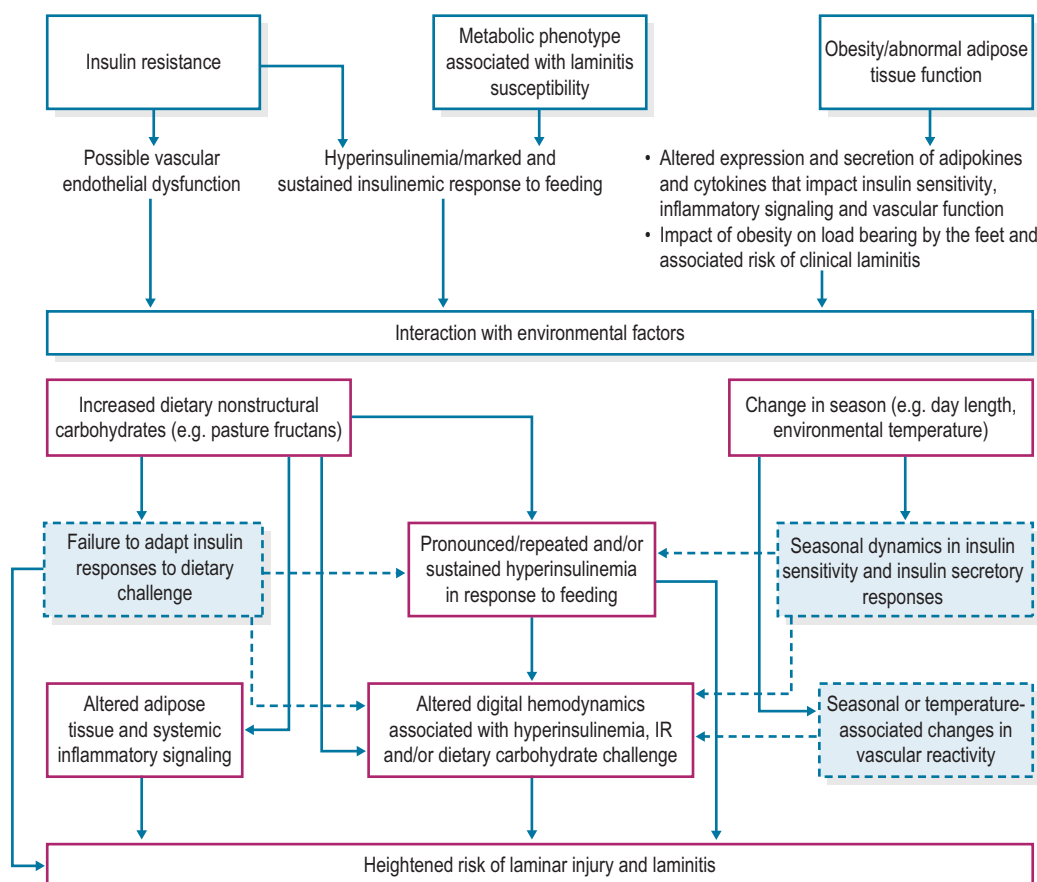 Insulin resistance
Metabolic phenotype
associated with laminitis
susceptibility
Obesity/abnormal adipose
tissue function
Possible vascular
endothelial dysfunction
Hyperinsulinemia/marked and
sustained insulinemic response to feeding
• Altered expression and secretion of adipokines
and cytokines that impact insulin sensitivity,
inflammatory signaling and vascular function
• Impact of obesity on load bearing by the feet and
associated risk of clinical laminitis
Interaction with environmental factors
Increased dietary nonstructural
carbohydrates (e.g. pasture fructans)
Change in season (e.g. day length,
environmental temperature)
Failure to adapt insulin
responses to dietary
challenge
Pronounced/repeated and/or
sustained hyperinsulinemia
in response to feeding
Seasonal dynamics in insulin
sensitivity and insulin secretory
responses
Altered adipose
tissue and systemic
inflammatory signaling
Altered digital hemodynamics
associated with hyperinsulinemia, IR
and/or dietary carbohydrate challenge
Seasonal or temperature-
associated changes in
vascular reactivity
Heightened risk of laminar injury and laminitis